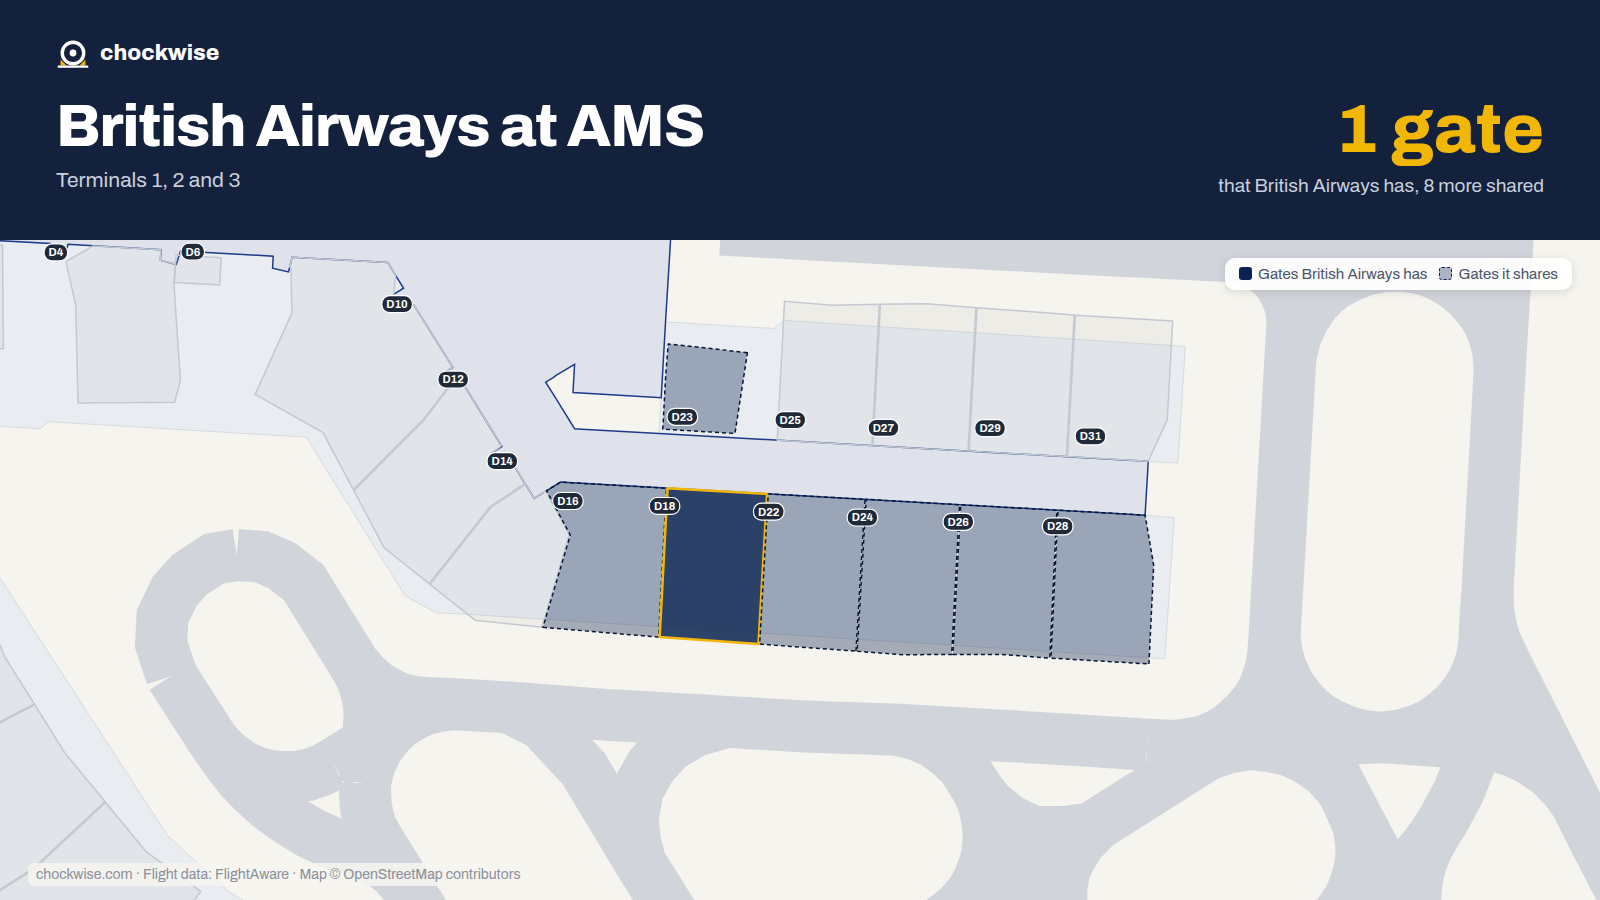 chockwise
British Airways at AMS
Terminals 1, 2 and 3
1 gate
that British Airways has, 8 more shared
Gates British Airways has
Gates it shares
D4
D6
D10
D12
D14
D23
D25
D27
D29
D31
D16
D18
D22
D24
D26
D28
chockwise.com · Flight data: FlightAware · Map © OpenStreetMap contributors